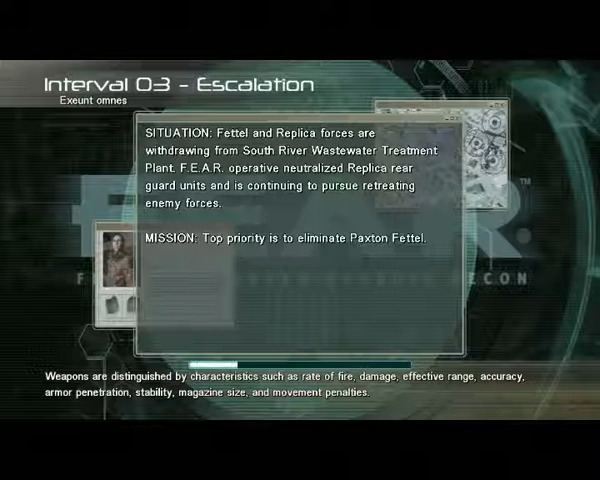 Interval 03 - Escalation
Exeunt omnes
SITUATION: Fettel and Replica forces are
withdrawing from South River Wastewater Treatment
Plant. F.E.A.R. operative neutralized Replica rear
guard units and is continuing to pursue retreating
enemy forces.
MISSION: Top priority is to eliminate Paxton Fettel.
F.E.A.R.
TM
Weapons are distinguished by characteristics such as rate of fire, damage, effective range, accuracy,
armor penetration, stability, magazine size, and movement penalties.